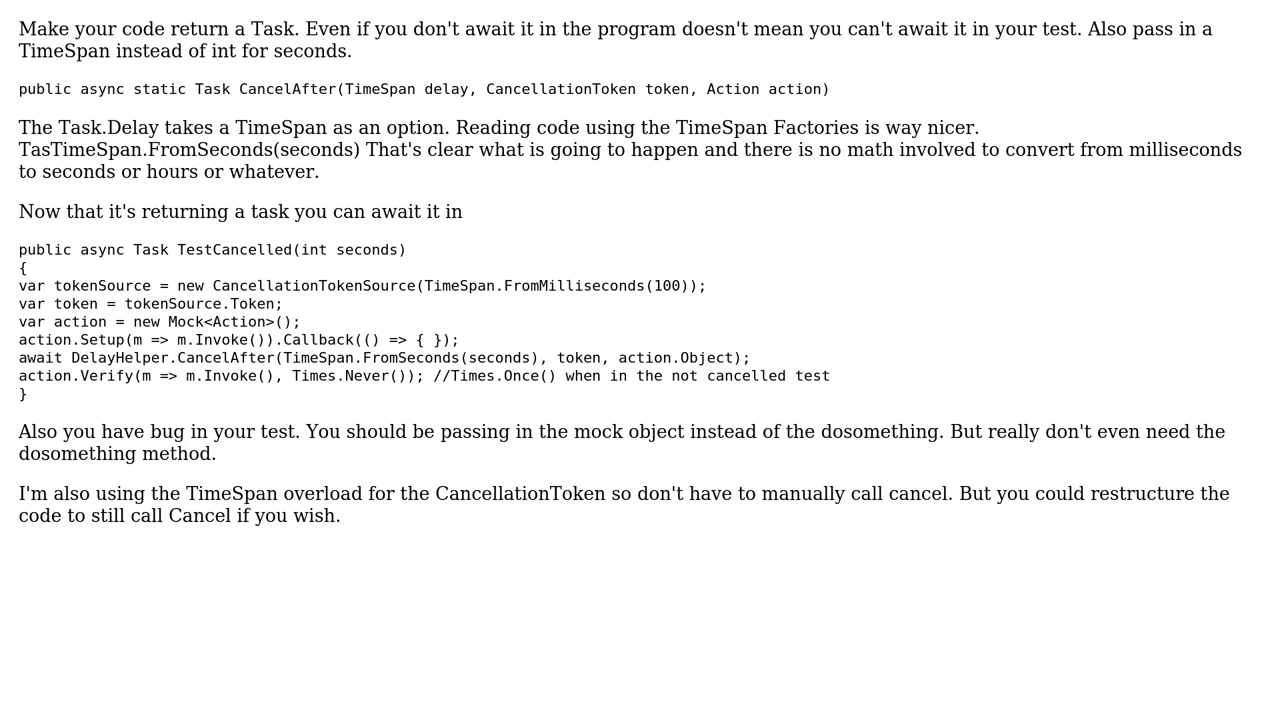 Make your code return a Task. Even if you don't await it in the program doesn't mean you can't await it in your test. Also pass in a
TimeSpan instead of int for seconds.
public async static Task CancelAfter(TimeSpan delay, CancellationToken token, Action action)
The Task.Delay takes a TimeSpan as an option. Reading code using the TimeSpan Factories is way nicer.
TasTimeSpan.FromSeconds(seconds) That's clear what is going to happen and there is no math involved to convert from milliseconds
to seconds or hours or whatever.
Now that it's returning a task you can await it in
public async Task TestCancelled(int seconds)
{
var tokenSource = new CancellationTokenSource(TimeSpan.FromMilliseconds(100));
var token = tokenSource.Token;
var action = new Mock<Action>();
action.Setup(m => m.Invoke()).Callback(() => { });
await DelayHelper.CancelAfter(TimeSpan.FromSeconds(seconds), token, action.Object);
action.Verify(m => m.Invoke(), Times.Never()); //Times.Once() when in the not cancelled test
}
Also you have bug in your test. You should be passing in the mock object instead of the dosomething. But really don't even need the
dosomething method.
I'm also using the TimeSpan overload for the CancellationToken so don't have to manually call cancel. But you could restructure the
code to still call Cancel if you wish.